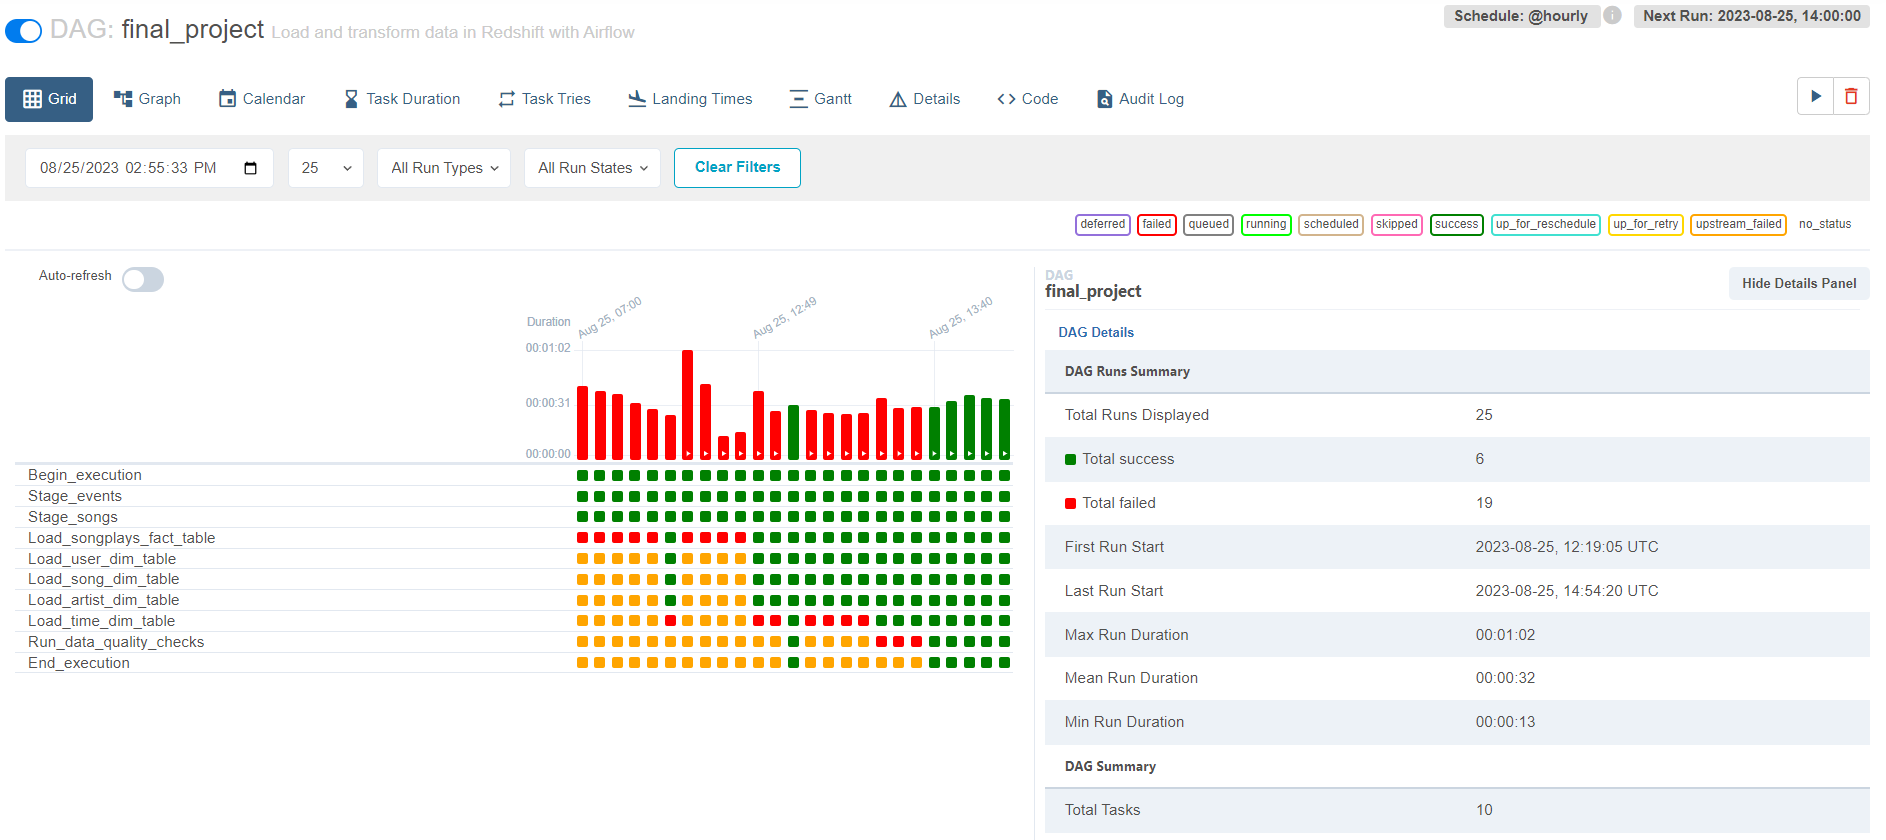 DAG: final_project Load and transform data in Redshift with Airflow
Schedule: @hourly
Next Run: 2023-08-25, 14:00:00
Grid
Graph
Calendar
Task Duration
Task Tries
Landing Times
Gantt
Details
Code
Audit Log
08/25/2023 02:55:33 PM
25
All Run Types
All Run States
Clear Filters
deferred
failed
queued
running
scheduled
skipped
success
up_for_reschedule
up_for_retry
upstream_failed
no_status
Auto-refresh
Duration
00:01:02
00:00:31
00:00:00
Aug 25, 07:00
Aug 25, 12:49
Aug 25, 13:40
Begin_execution
Stage_events
Stage_songs
Load_songplays_fact_table
Load_user_dim_table
Load_song_dim_table
Load_artist_dim_table
Load_time_dim_table
Run_data_quality_checks
End_execution
DAG
final_project
Hide Details Panel
DAG Details
DAG Runs Summary
Total Runs Displayed 25
Total success 6
Total failed 19
First Run Start 2023-08-25, 12:19:05 UTC
Last Run Start 2023-08-25, 14:54:20 UTC
Max Run Duration 00:01:02
Mean Run Duration 00:00:32
Min Run Duration 00:00:13
DAG Summary
Total Tasks 10